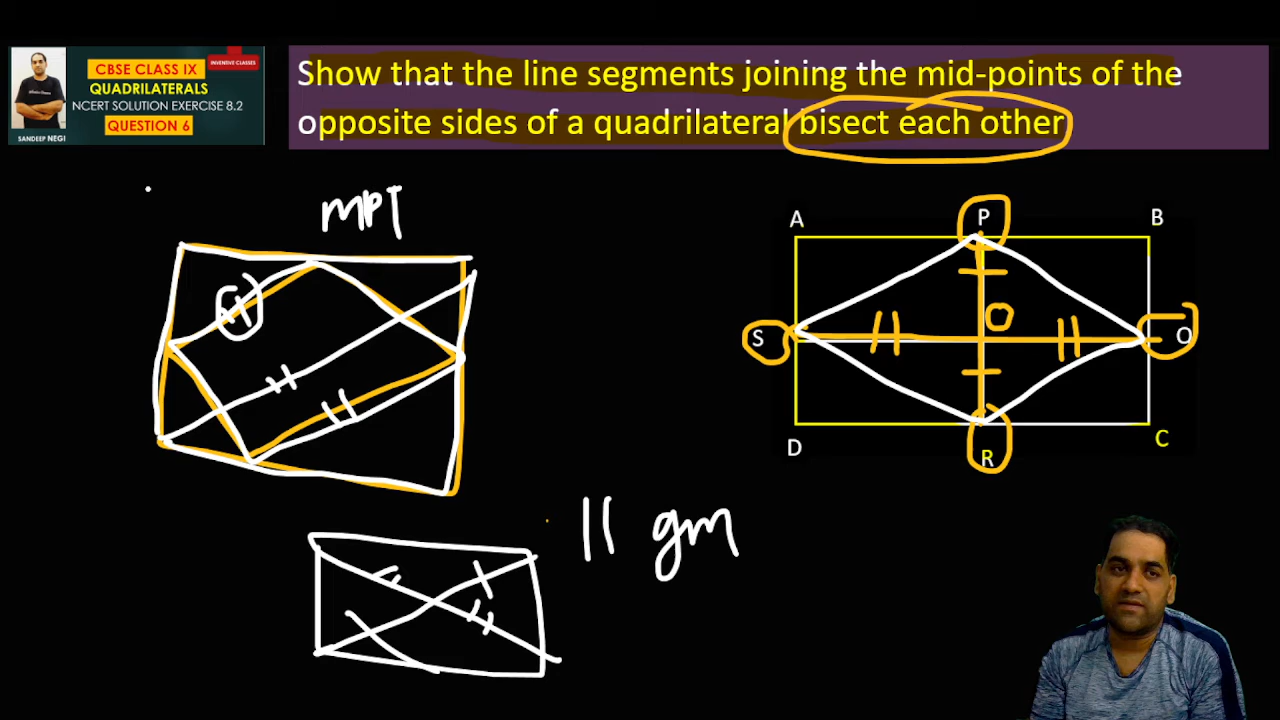 CBSE CLASS IX
INVENTIVE CLASSES
QUADRILATERALS
NCERT SOLUTION EXERCISE 8.2
QUESTION 6
SANDEEP NEGI
Show that the line segments joining the mid-points of the
opposite sides of a quadrilateral bisect each other
MPT
A P B
S O Q
D R C
|| gm